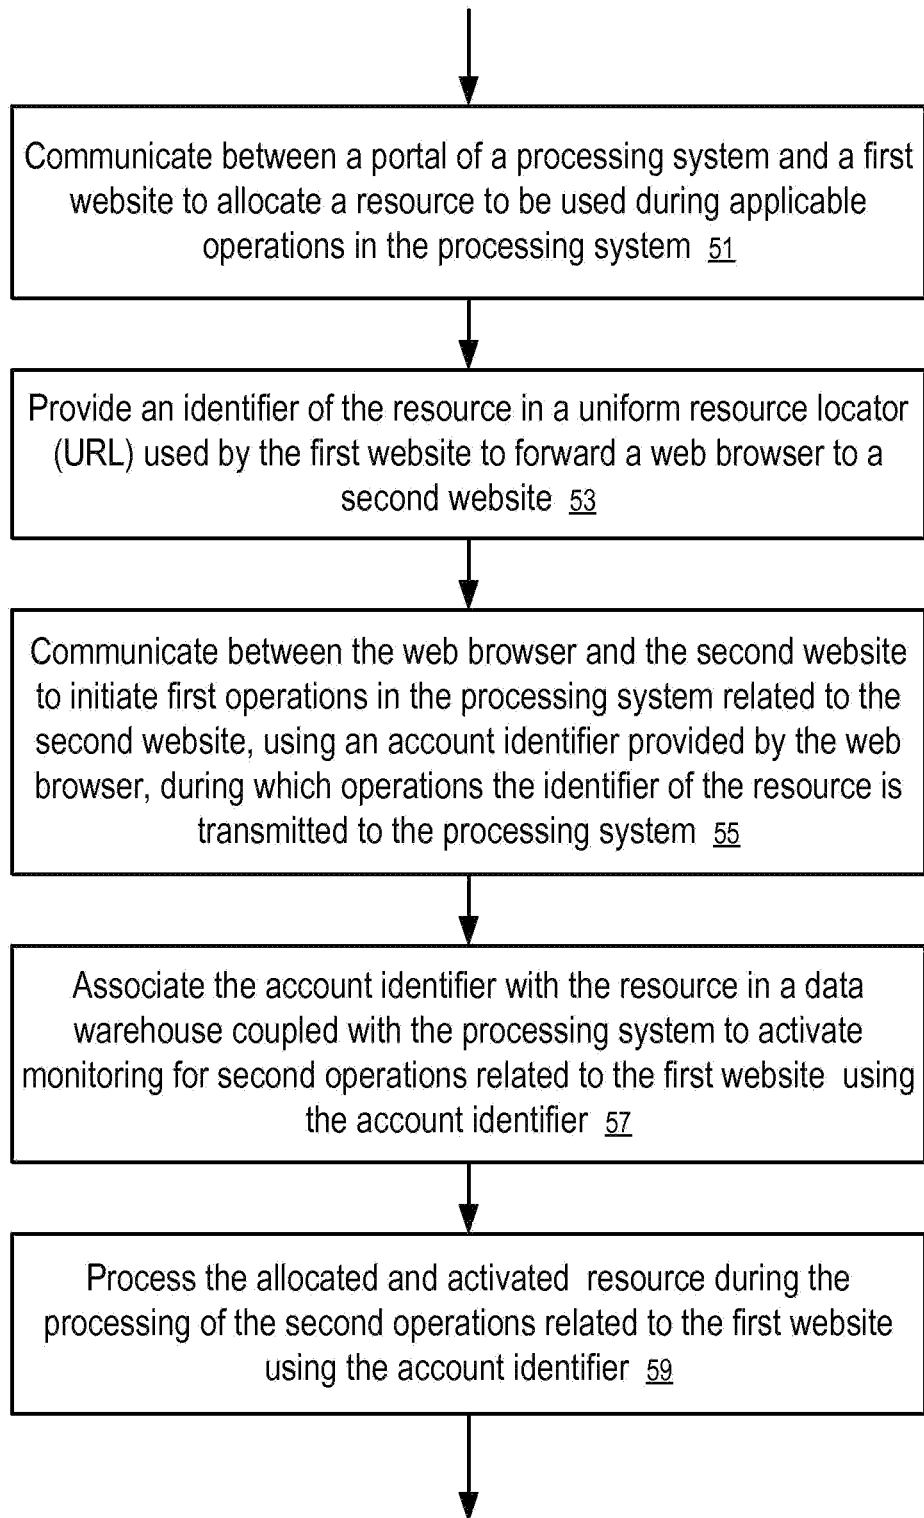 Communicate between a portal of a processing system and a first
website to allocate a resource to be used during applicable
operations in the processing system 51
Provide an identifier of the resource in a uniform resource locator
(URL) used by the first website to forward a web browser to a
second website 53
Communicate between the web browser and the second website
to initiate first operations in the processing system related to the
second website, using an account identifier provided by the web
browser, during which operations the identifier of the resource is
transmitted to the processing system 55
Associate the account identifier with the resource in a data
warehouse coupled with the processing system to activate
monitoring for second operations related to the first website using
the account identifier 57
Process the allocated and activated resource during the
processing of the second operations related to the first website
using the account identifier 59